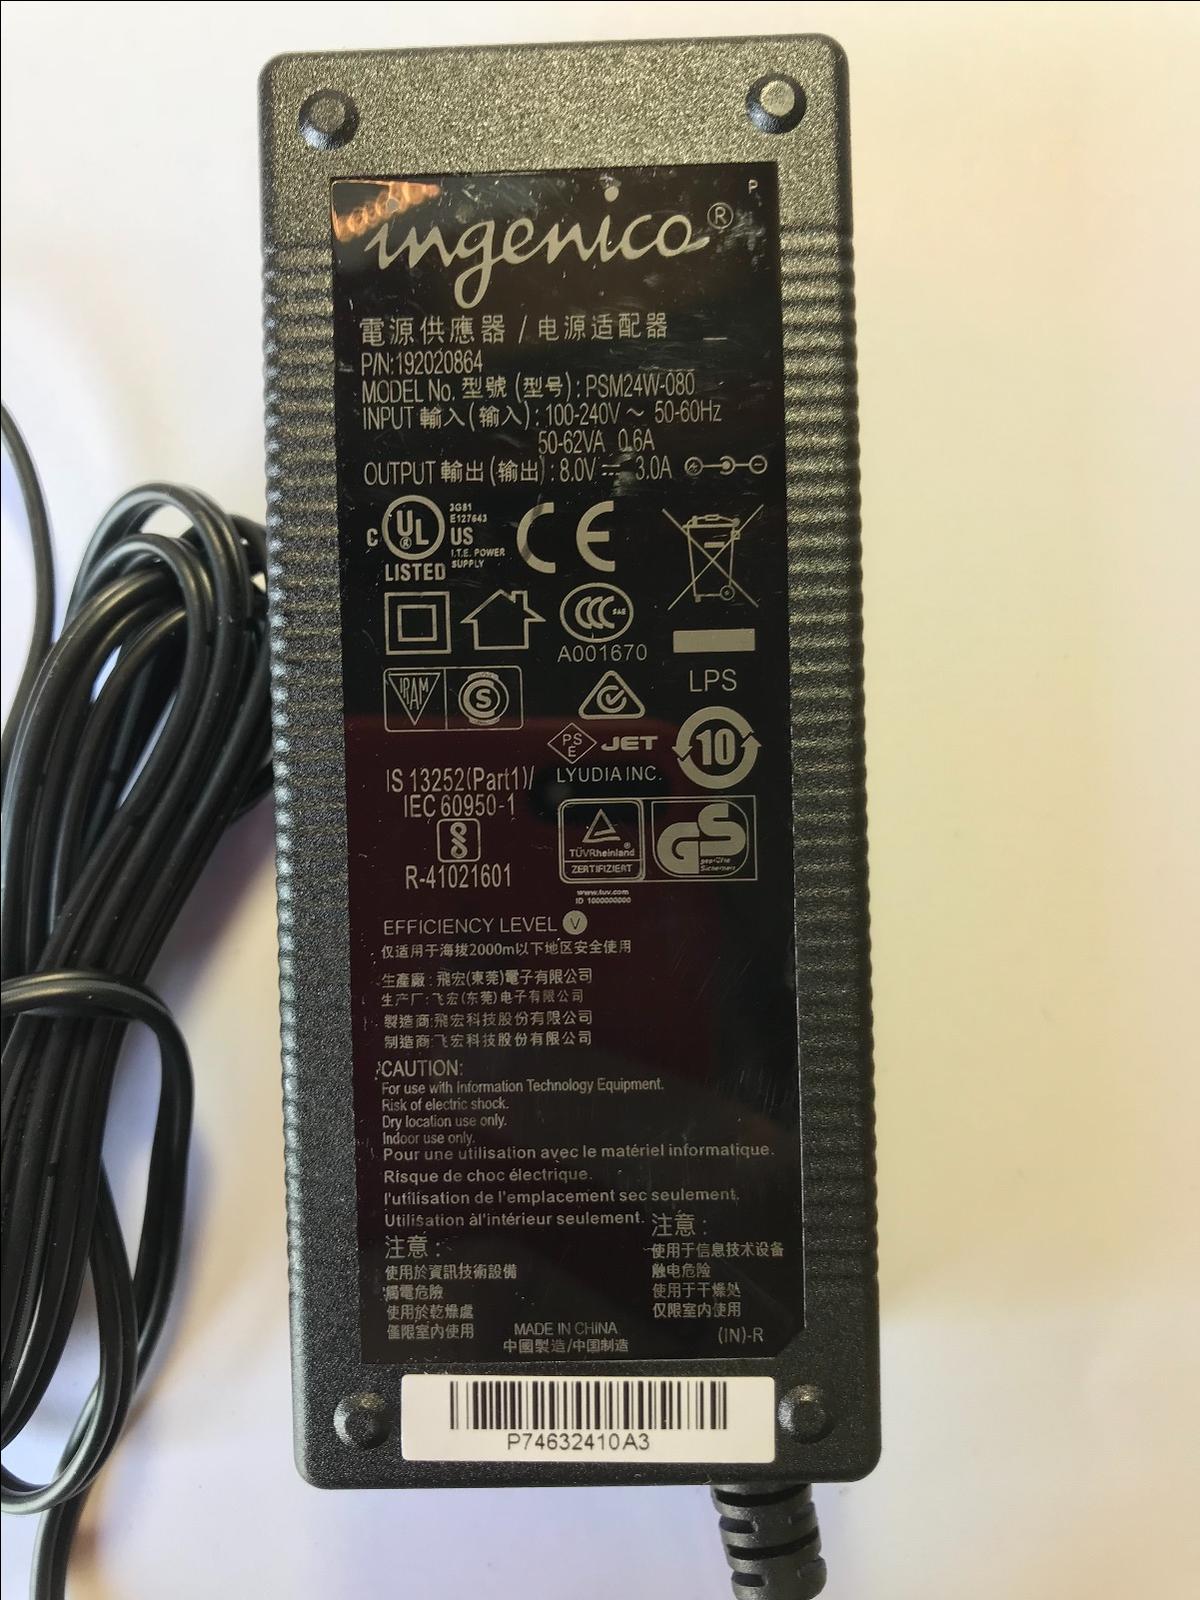 P
ingenico®
電源供應器 / 电源适配器
P/N:192020864
MODEL No. 型號 (型号) : PSM24W-080
INPUT 輸入 (输入) : 100-240V ~ 50-60Hz
50-62VA 0.6A
OUTPUT 輸出 (输出) : 8.0V ⎓ 3.0A
C UL ® US
LISTED
3G81
E127643
I.T.E. POWER
SUPPLY
CE
CCC S&E
A001670
LPS
IRAM S
PS
E
JET
LYUDIA INC.
10
IS 13252(Part1)/
IEC 60950-1
R-41021601
TÜVRheinland®
ZERTIFIZIERT
GS
geprüfte
Sicherheit
www.tuv.com
ID 1000000000
EFFICIENCY LEVEL V
仅适用于海拔2000m以下地区安全使用
生產廠 : 飛宏(東莞)電子有限公司
生产厂 : 飞宏(东莞)电子有限公司
製造商:飛宏科技股份有限公司
制造商:飞宏科技股份有限公司
CAUTION:
For use with Information Technology Equipment.
Risk of electric shock.
Dry location use only.
Indoor use only.
Pour une utilisation avec le matériel informatique.
Risque de choc électrique.
l'utilisation de l'emplacement sec seulement.
Utilisation àl'intérieur seulement.
注意 :
使用於資訊技術設備
觸電危險
使用於乾燥處
僅限室內使用
注意 :
使用于信息技术设备
触电危险
使用于干燥处
仅限室内使用
MADE IN CHINA
中國製造/中国制造
(IN)-R
P74632410A3